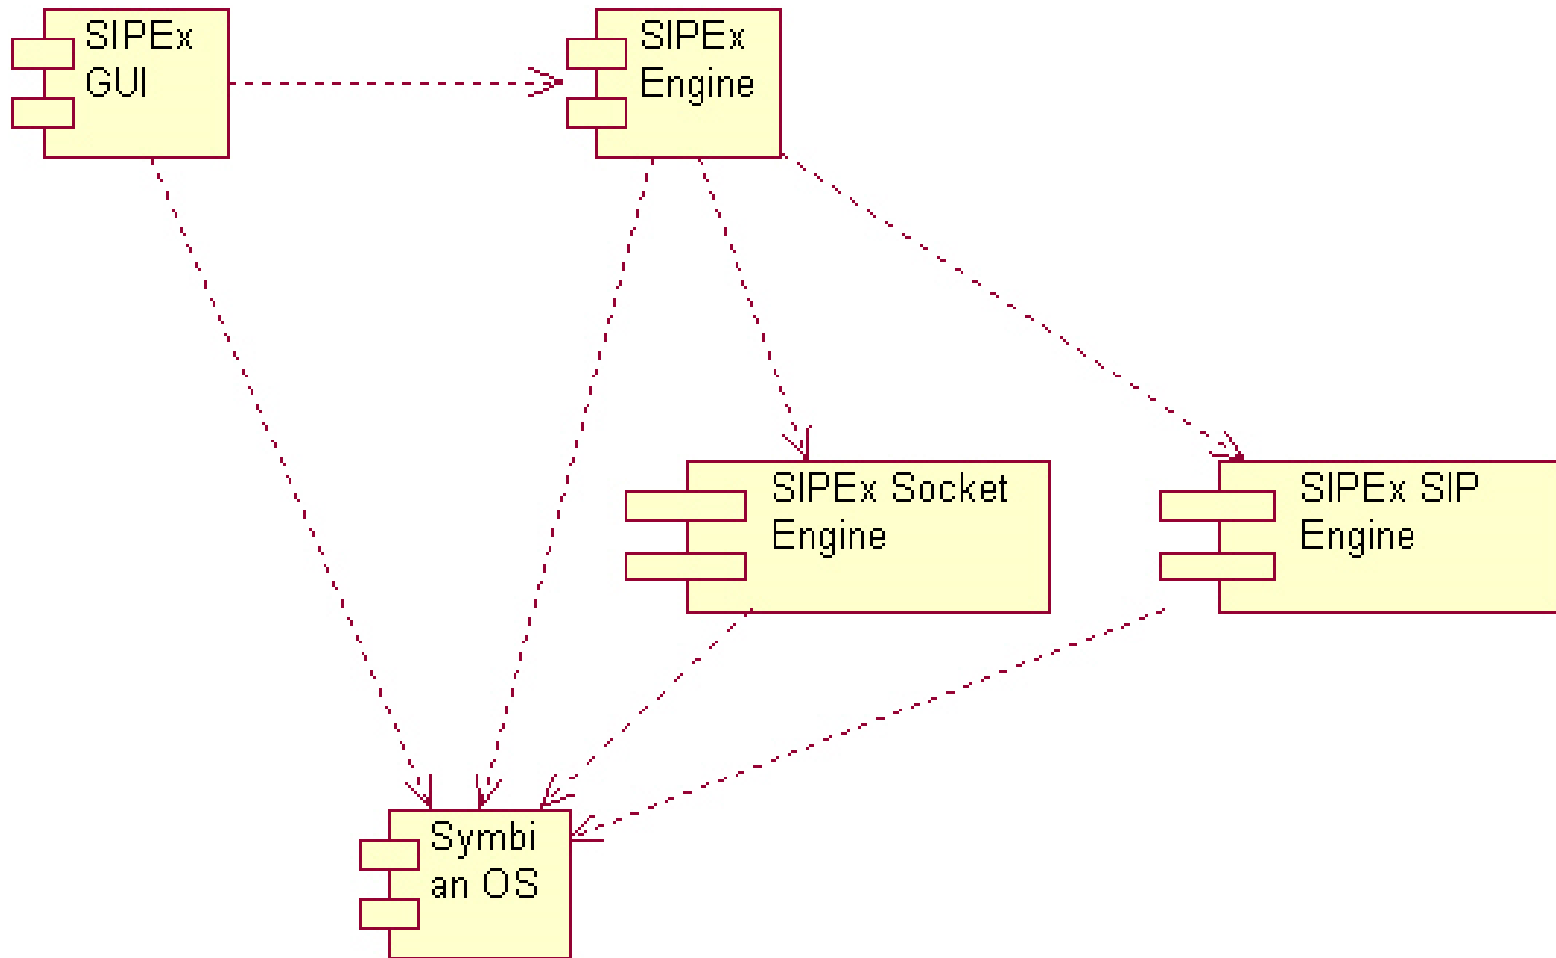 SIPEx
GUI
SIPEx
Engine
SIPEx Socket
Engine
SIPEx SIP
Engine
Symbi
an OS